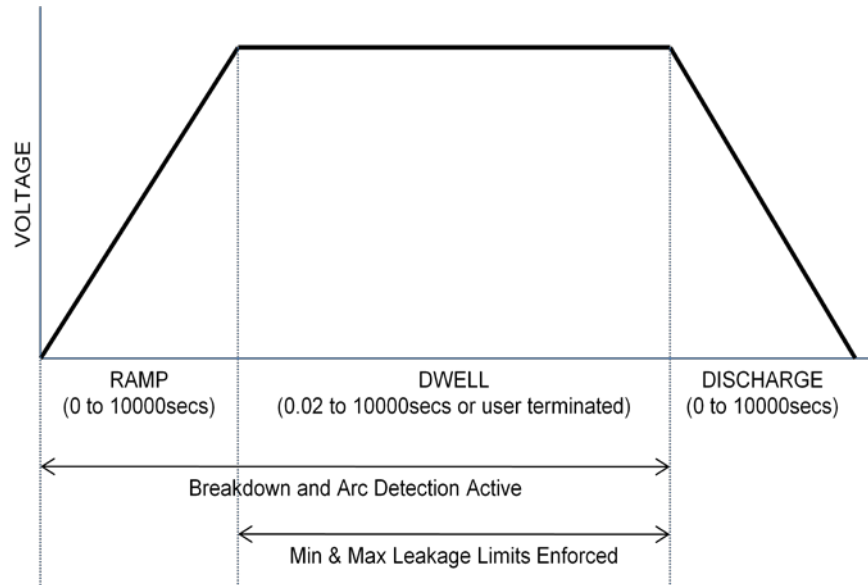 VOLTAGE
RAMP
(0 to 10000secs)
DWELL
(0.02 to 10000secs or user terminated)
DISCHARGE
(0 to 10000secs)
Breakdown and Arc Detection Active
Min & Max Leakage Limits Enforced